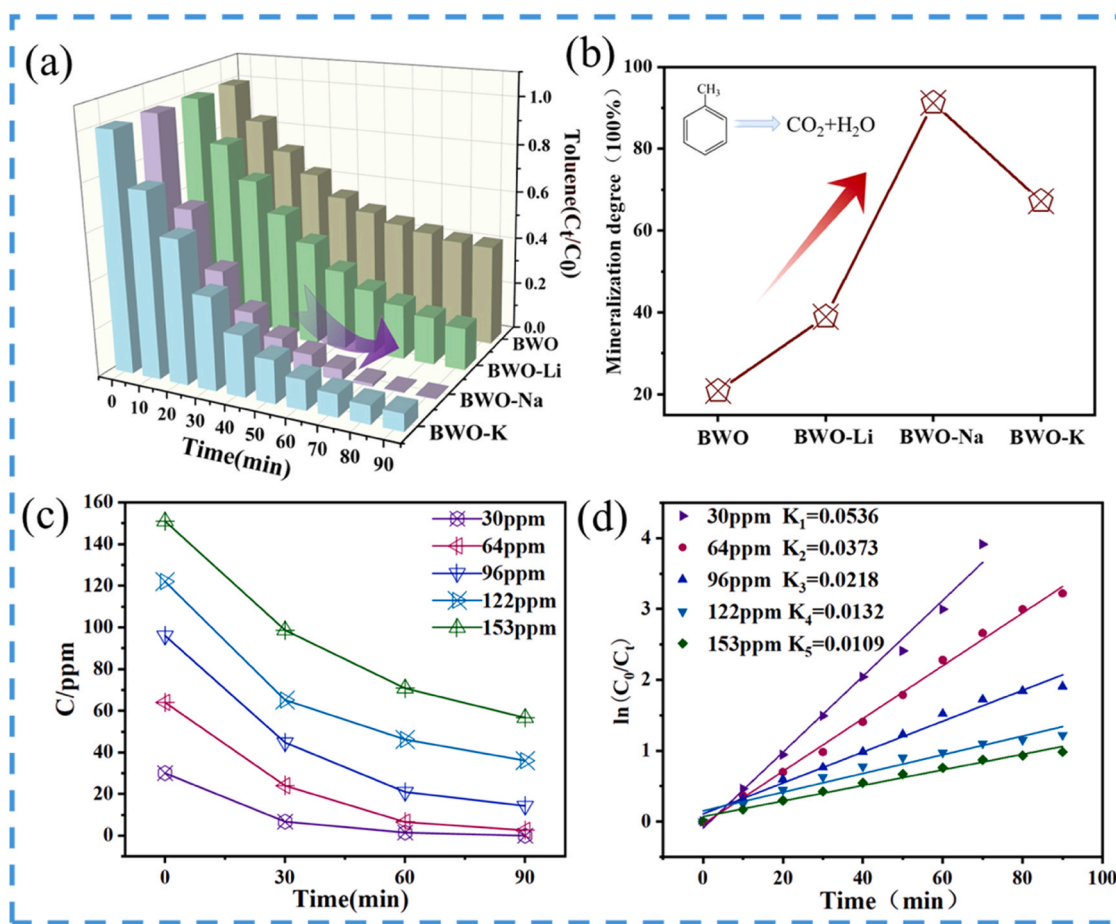 (a)
1.0
0.8
0.6
0.4
0.2
0.0
Toluene(Cₜ/C₀)
BWO
BWO-Li
BWO-Na
BWO-K
0 10 20 30 40 50 60 70 80 90
Time(min)
(b)
100
80
60
40
20
Mineralization degree（100%）
CH₃
CO₂+H₂O
BWO BWO-Li BWO-Na BWO-K
(c)
160
140
120
100
80
60
40
20
0
C/ppm
30ppm
64ppm
96ppm
122ppm
153ppm
0 30 60 90
Time(min)
(d)
4
3
2
1
0
ln(C₀/Cₜ)
30ppm K₁=0.0536
64ppm K₂=0.0373
96ppm K₃=0.0218
122ppm K₄=0.0132
153ppm K₅=0.0109
0 20 40 60 80 100
Time（min）